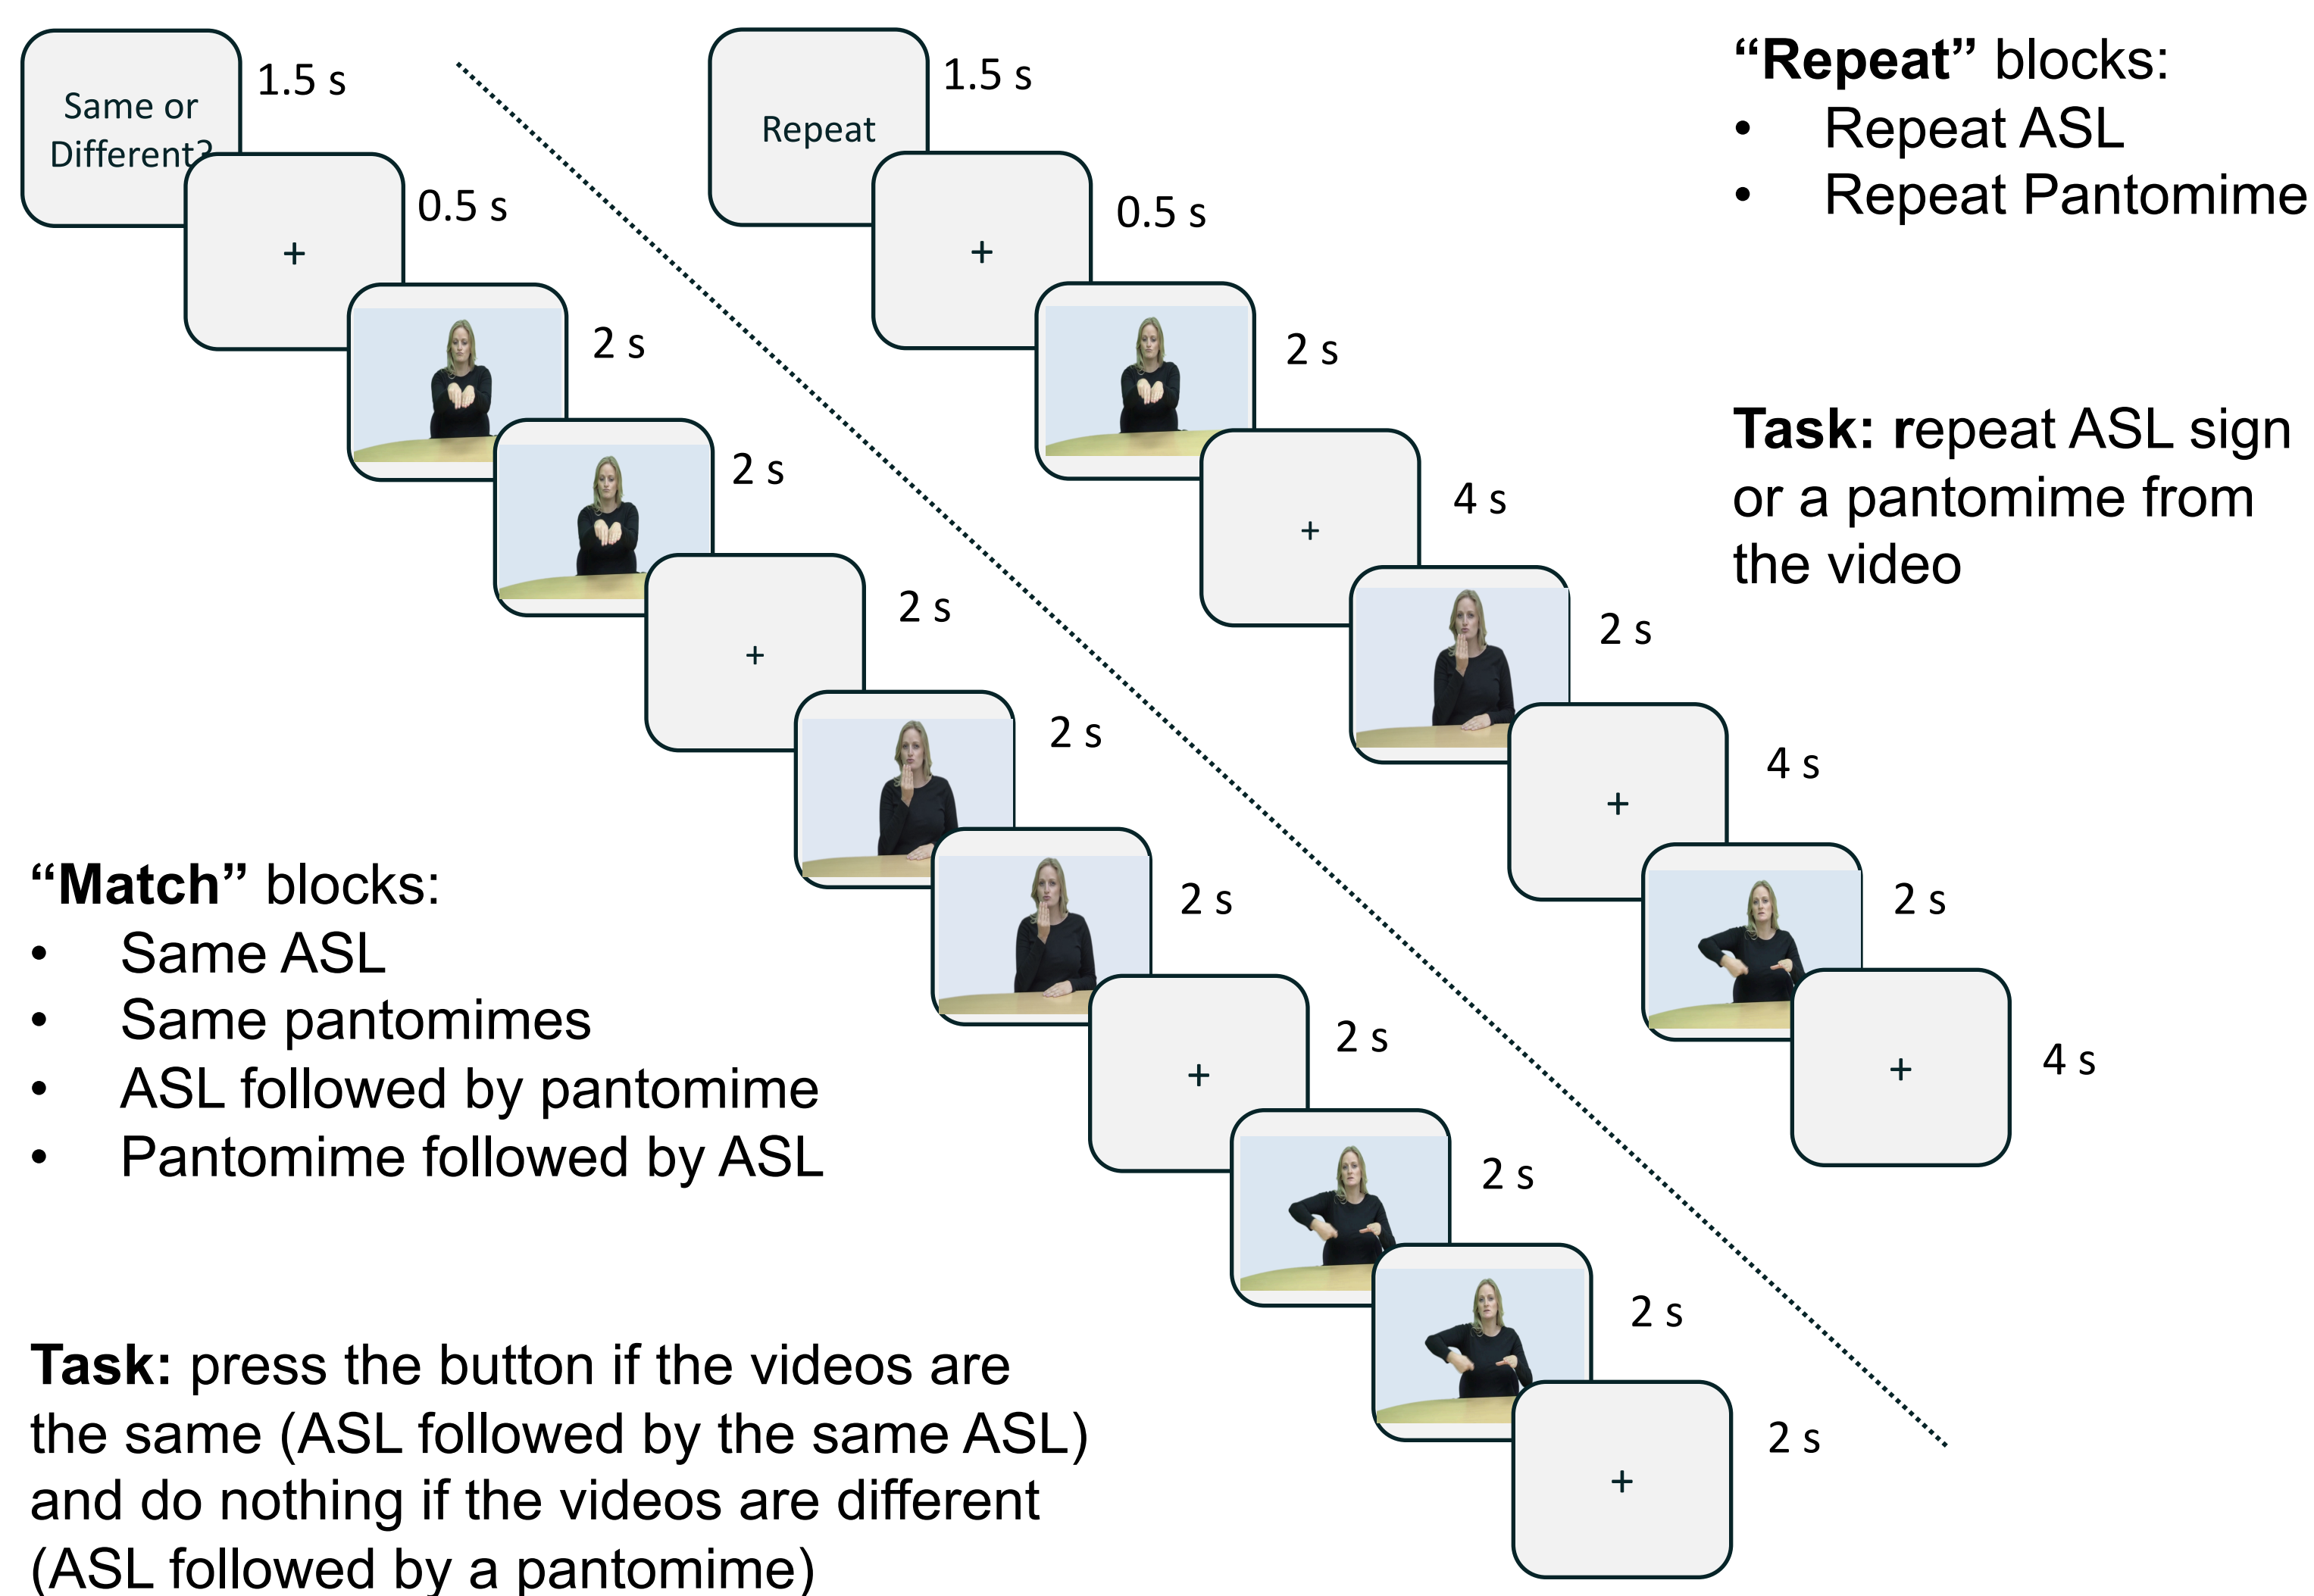 Same or
Different?
1.5 s
+
0.5 s
2 s
2 s
+
2 s
2 s
2 s
+
2 s
2 s
2 s
+
2 s
Repeat
1.5 s
+
0.5 s
2 s
+
4 s
2 s
+
4 s
2 s
+
4 s
“Repeat” blocks:
• Repeat ASL
• Repeat Pantomime
Task: repeat ASL sign
or a pantomime from
the video
“Match” blocks:
• Same ASL
• Same pantomimes
• ASL followed by pantomime
• Pantomime followed by ASL
Task: press the button if the videos are
the same (ASL followed by the same ASL)
and do nothing if the videos are different
(ASL followed by a pantomime)